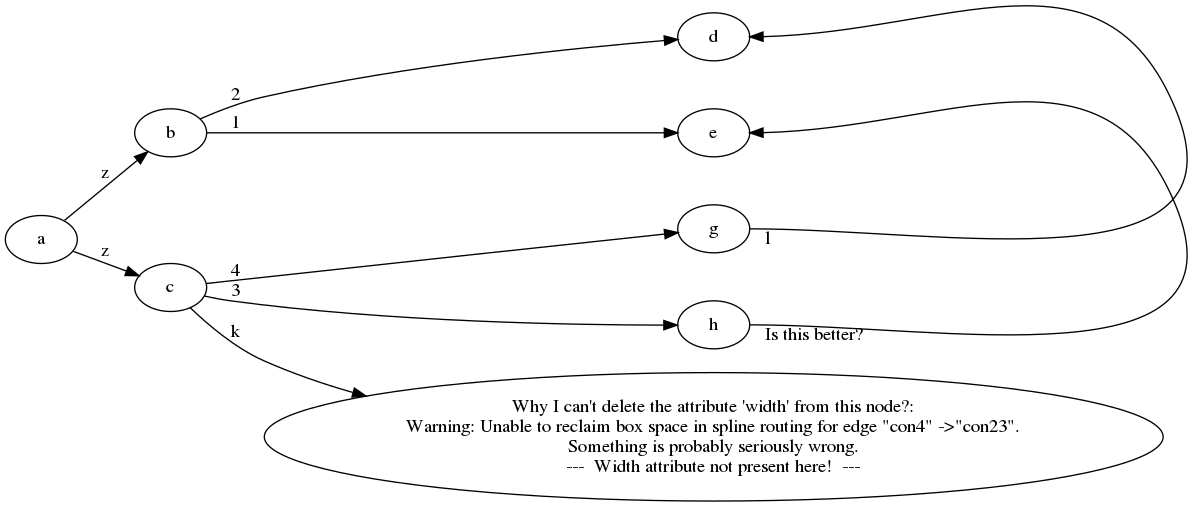 d
2
b
1
e
z
a
g
1
z
4
c
3
h
Is this better?
k
Why I can't delete the attribute 'width' from this node?:
Warning: Unable to reclaim box space in spline routing for edge "con4" ->"con23".
Something is probably seriously wrong.
---  Width attribute not present here!  ---